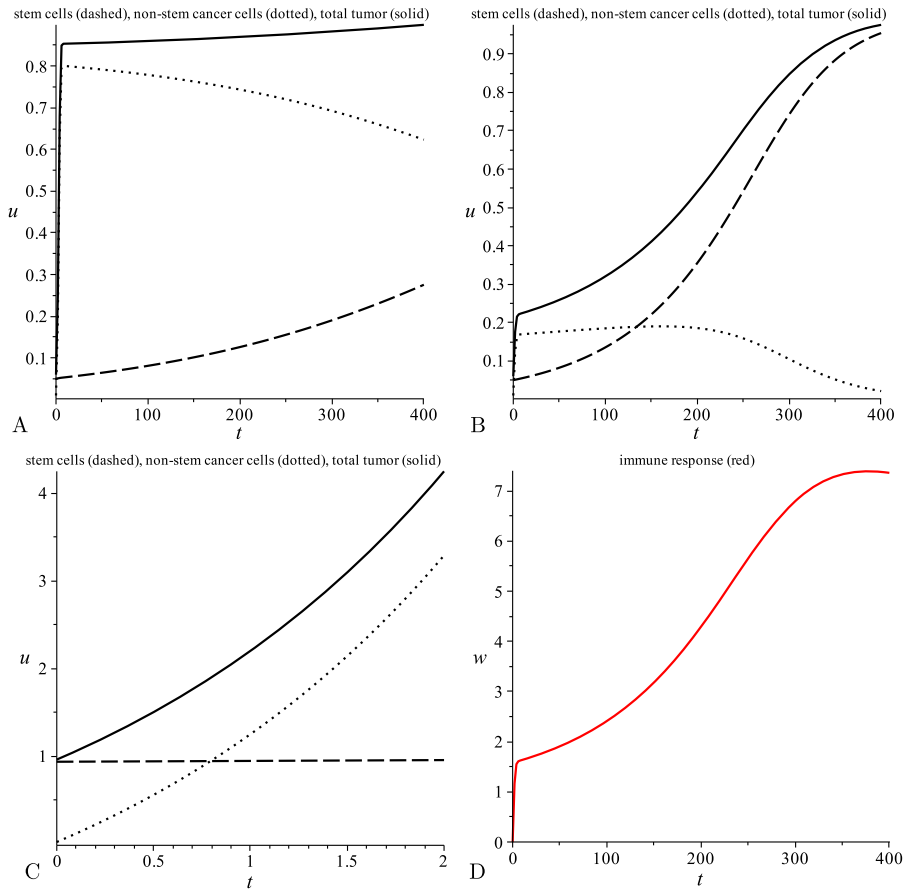 stem cells (dashed), non-stem cancer cells (dotted), total tumor (solid)
0.8
0.7
0.6
0.5
u
0.4
0.3
0.2
0.1
0 100 200 300 400
t
A
stem cells (dashed), non-stem cancer cells (dotted), total tumor (solid)
0.9
0.8
0.7
0.6
u
0.5
0.4
0.3
0.2
0.1
0 100 200 300 400
t
B
stem cells (dashed), non-stem cancer cells (dotted), total tumor (solid)
4
3
u
2
1
0 0.5 1 1.5 2
t
C
immune response (red)
7
6
5
w
4
3
2
1
0
0 100 200 300 400
t
D